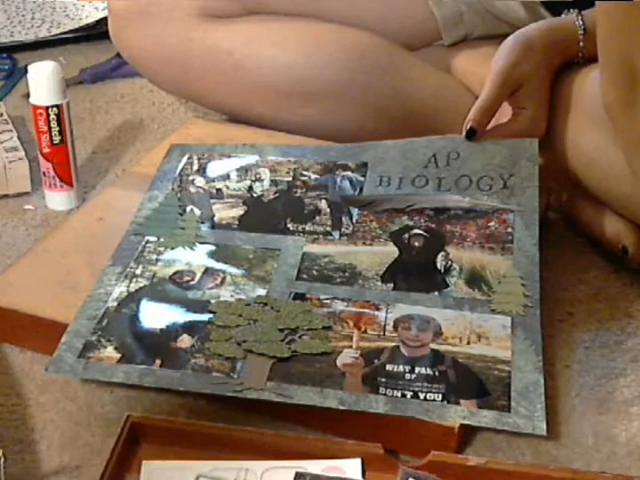 AP
BIOLOGY
Scotch
Craft Stick
WHAT PART
OF
DON'T YOU